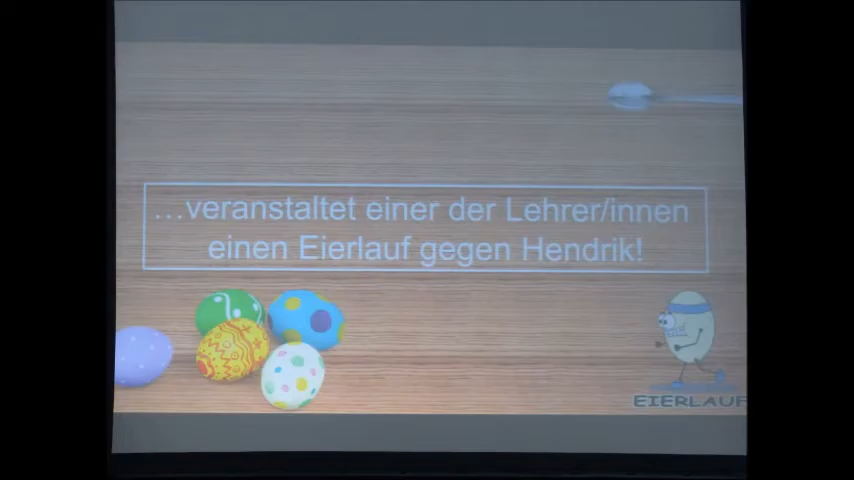 ...veranstaltet einer der Lehrer/innen
einen Eierlauf gegen Hendrik!
EIERLAUF